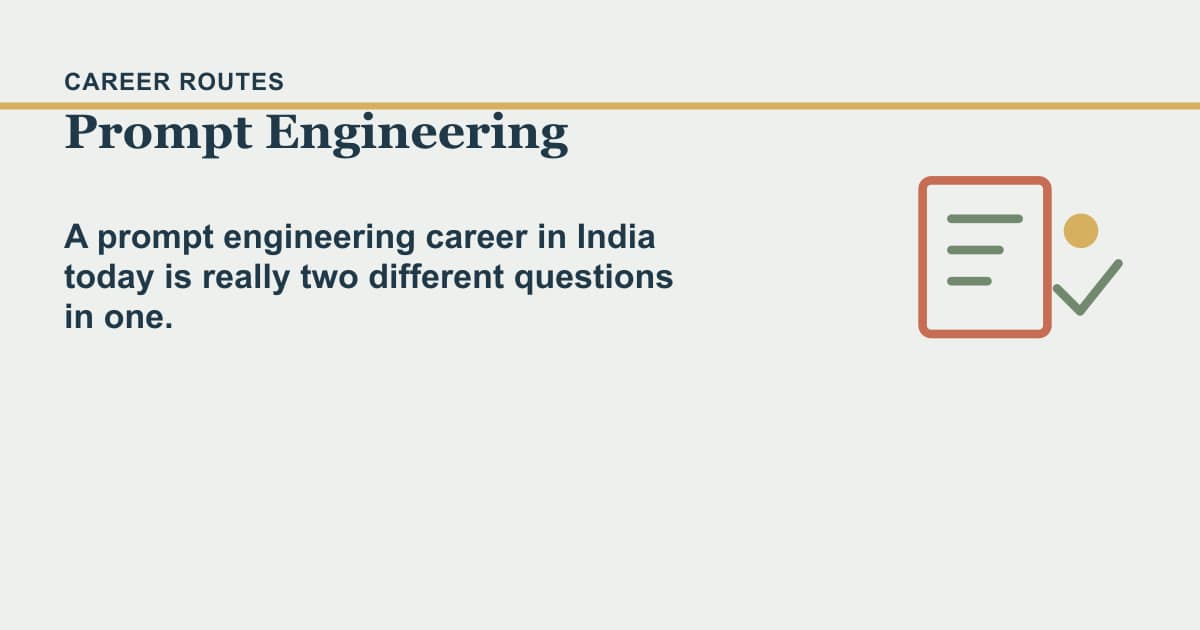 CAREER ROUTES
Prompt Engineering
A prompt engineering career in India
today is really two different questions
in one.